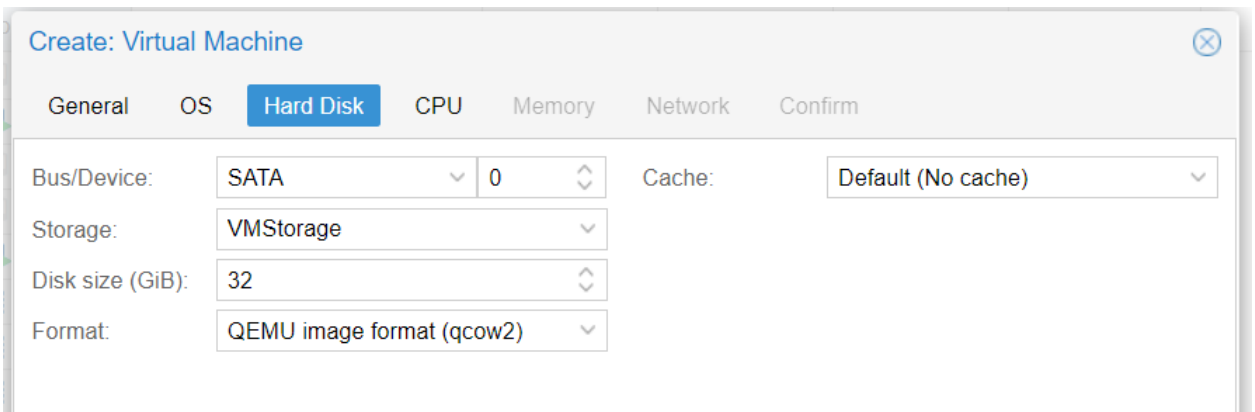 Create: Virtual Machine
General OS Hard Disk CPU Memory Network Confirm
Bus/Device: SATA 0 Cache: Default (No cache)
Storage: VMStorage
Disk size (GiB): 32
Format: QEMU image format (qcow2)